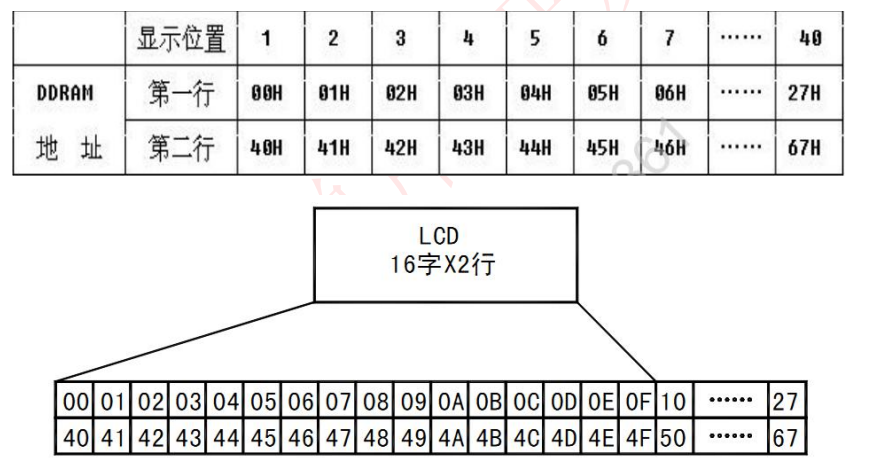 显示位置 1 2 3 4 5 6 7 …… 40
DDRAM 第一行 00H 01H 02H 03H 04H 05H 06H …… 27H
地 址 第二行 40H 41H 42H 43H 44H 45H 46H …… 67H
361
LCD
16字X2行
00 01 02 03 04 05 06 07 08 09 0A 0B 0C 0D 0E 0F 10 …… 27
40 41 42 43 44 45 46 47 48 49 4A 4B 4C 4D 4E 4F 50 …… 67